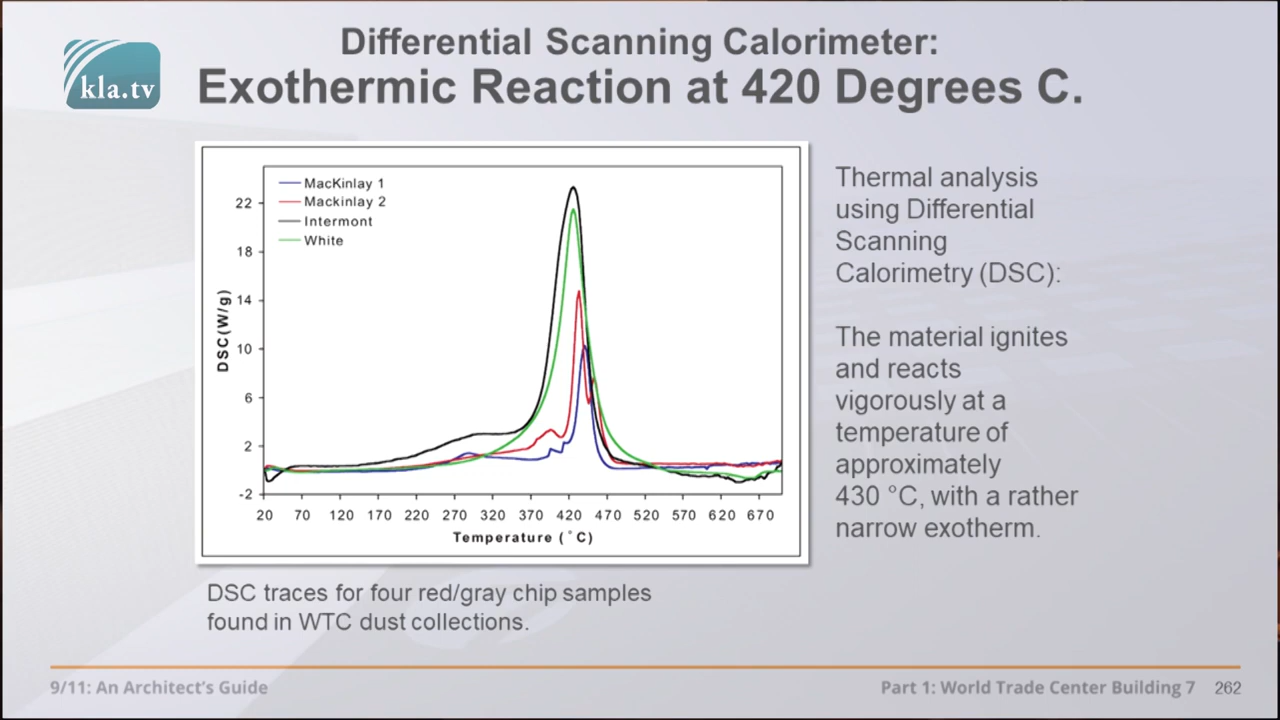 kla.tv
Differential Scanning Calorimeter:
Exothermic Reaction at 420 Degrees C.
MacKinlay 1
Mackinlay 2
Intermont
White
DSC(W/g)
22
18
14
10
6
2
-2
20 70 120 170 220 270 320 370 420 470 520 570 620 670
Temperature (˚C)
DSC traces for four red/gray chip samples
found in WTC dust collections.
Thermal analysis
using Differential
Scanning
Calorimetry (DSC):
The material ignites
and reacts
vigorously at a
temperature of
approximately
430 °C, with a rather
narrow exotherm.
9/11: An Architect's Guide
Part 1: World Trade Center Building 7 262